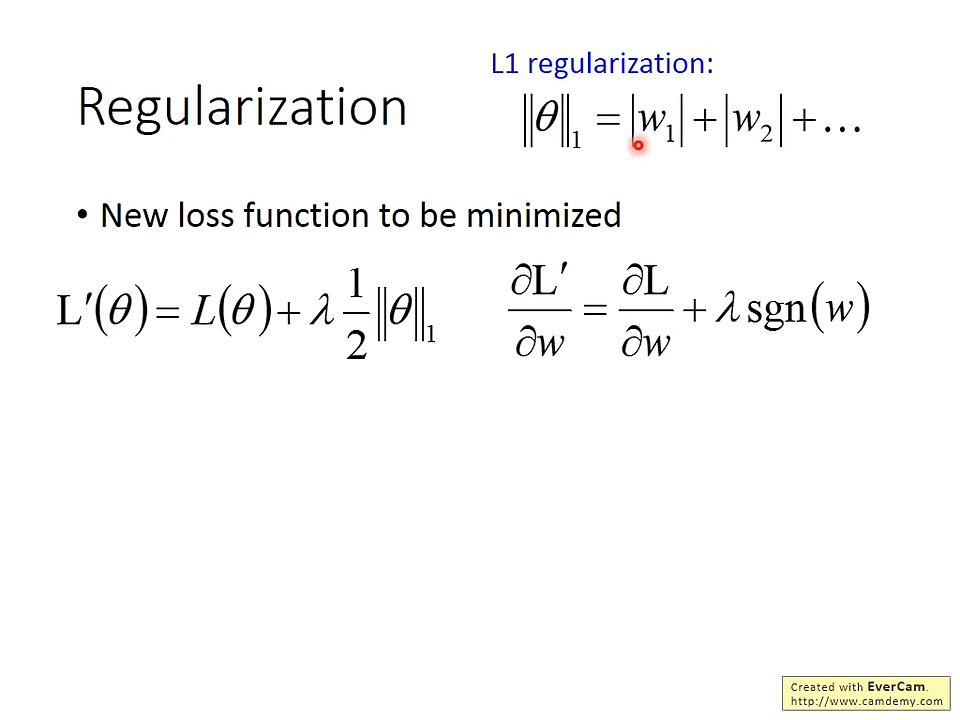 L1 regularization:
Regularization
‖θ‖₁ = |w₁| + |w₂| + …
• New loss function to be minimized
L′(θ) = L(θ) + λ 1/2 ‖θ‖₁
∂L′/∂w = ∂L/∂w + λ sgn(w)
Created with EverCam.
http://www.camdemy.com